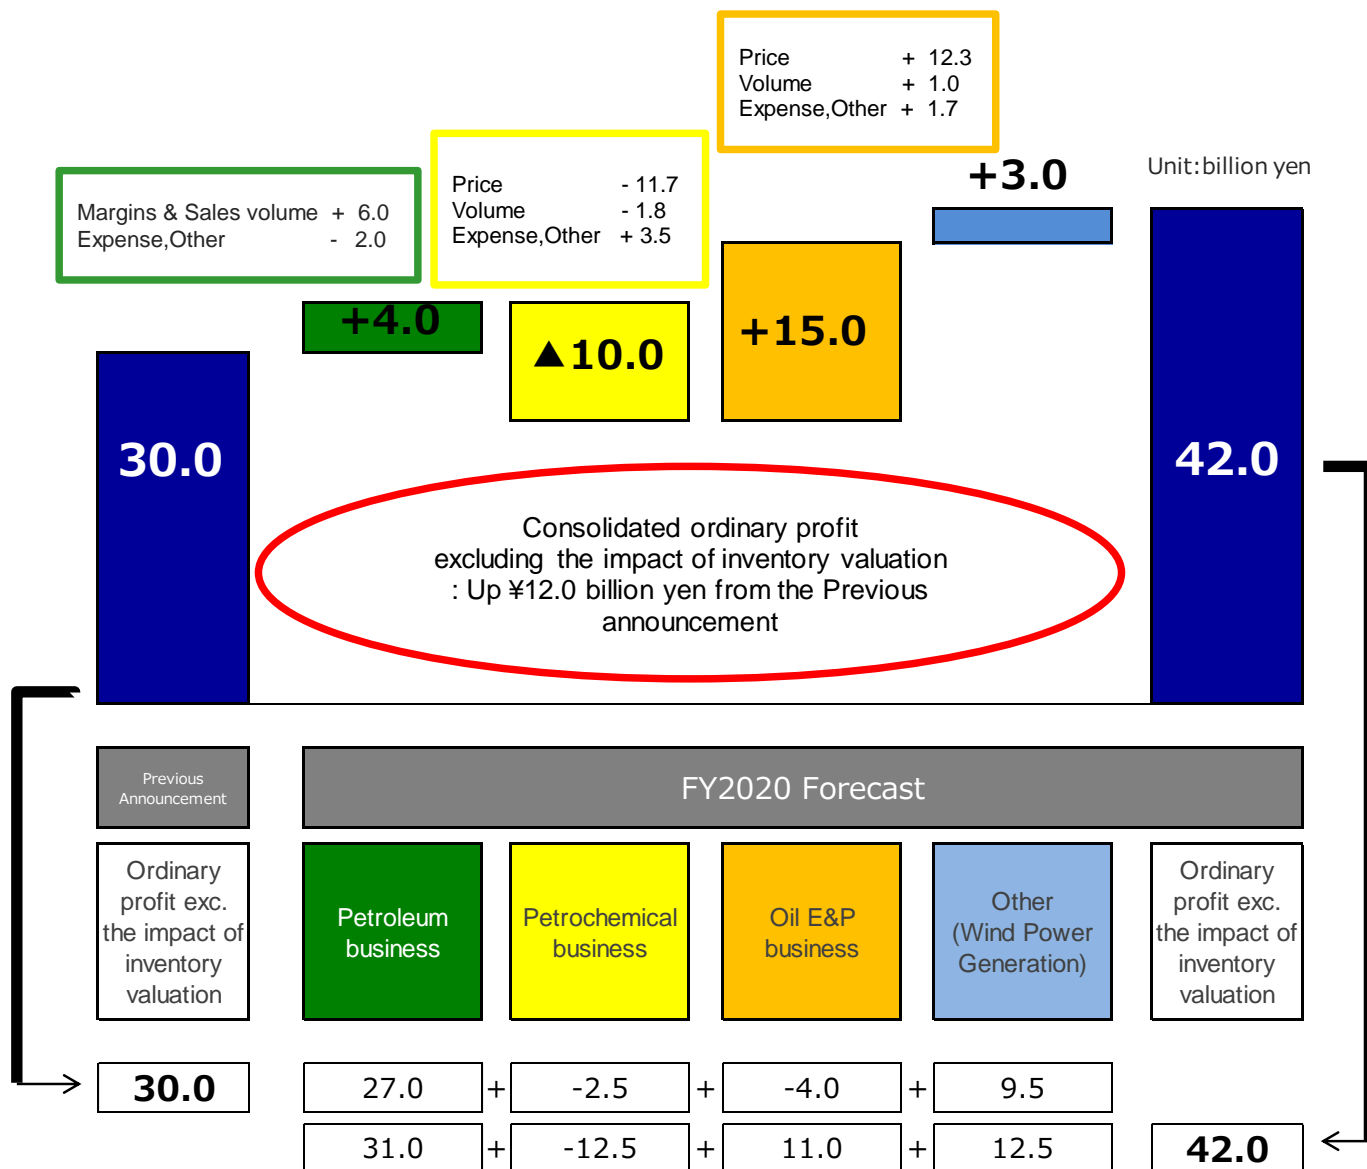 Price + 12.3
Volume + 1.0
Expense,Other + 1.7
Price - 11.7
Volume - 1.8
Expense,Other + 3.5
Margins & Sales volume + 6.0
Expense,Other - 2.0
+3.0
Unit:billion yen
+4.0
▲10.0
+15.0
30.0
42.0
Consolidated ordinary profit
excluding the impact of inventory valuation
: Up ¥12.0 billion yen from the Previous
announcement
Previous
Announcement
FY2020 Forecast
Ordinary
profit exc.
the impact of
inventory
valuation
Petroleum
business
Petrochemical
business
Oil E&P
business
Other
(Wind Power
Generation)
Ordinary
profit exc.
the impact of
inventory
valuation
30.0 27.0 + -2.5 + -4.0 + 9.5
31.0 + -12.5 + 11.0 + 12.5 42.0